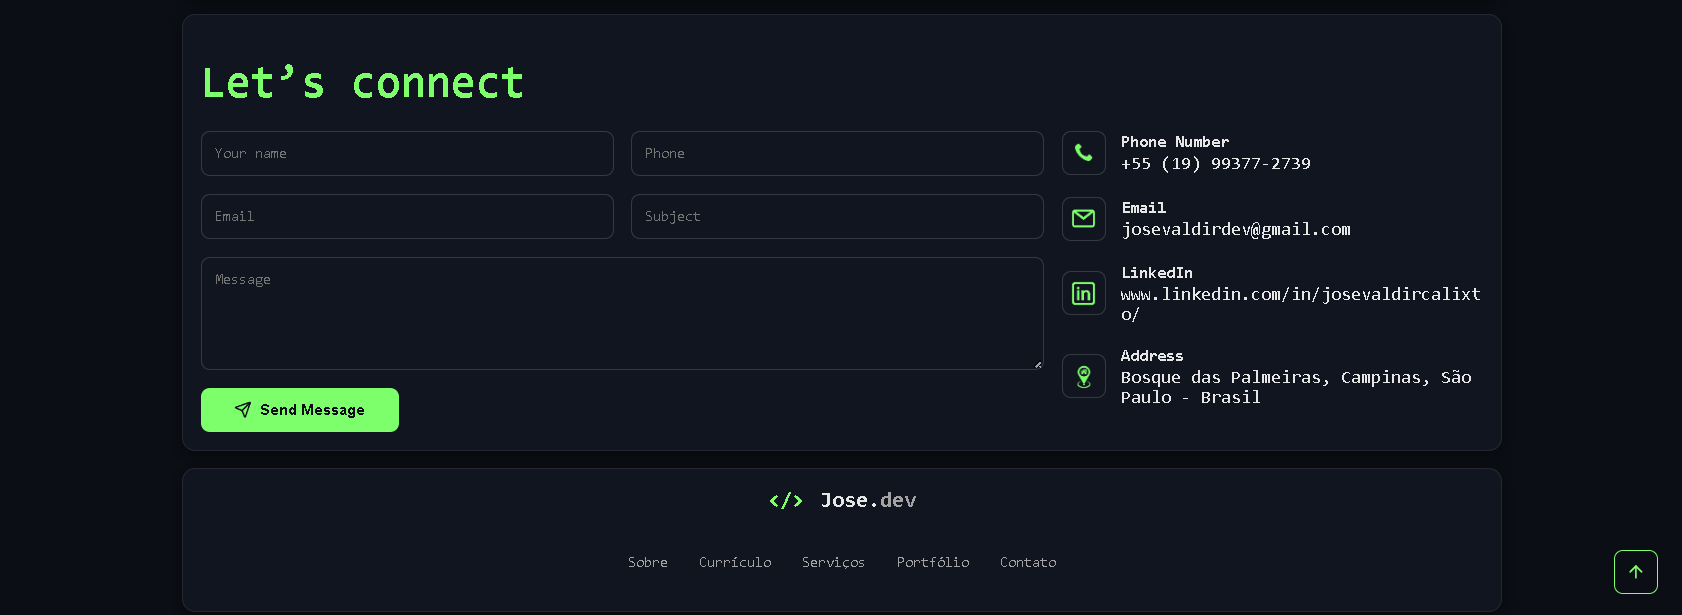 Let’s connect
Your name
Phone
Email
Subject
Message
Send Message
Phone Number
+55 (19) 99377-2739
Email
josevaldirdev@gmail.com
LinkedIn
www.linkedin.com/in/josevaldircalixt
o/
Address
Bosque das Palmeiras, Campinas, São
Paulo - Brasil
</> Jose.dev
Sobre Currículo Serviços Portfólio Contato